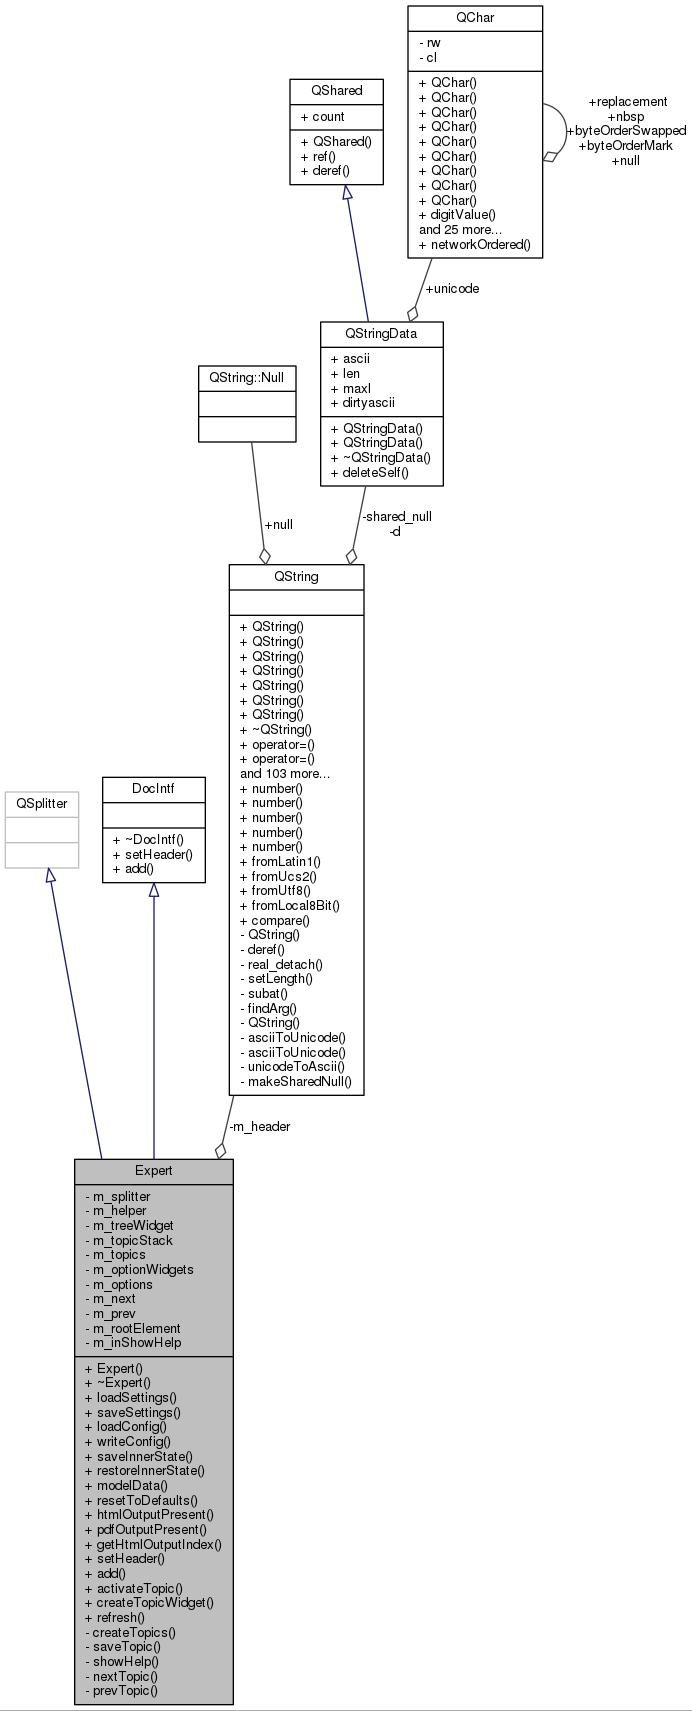 QChar
- rw
- cl
+ QChar()
+ QChar()
+ QChar()
+ QChar()
+ QChar()
+ QChar()
+ QChar()
+ QChar()
+ QChar()
+ digitValue()
and 25 more...
+ networkOrdered()
+replacement
+nbsp
+byteOrderSwapped
+byteOrderMark
+null
QShared
+ count
+ QShared()
+ ref()
+ deref()
+unicode
QStringData
+ ascii
+ len
+ maxl
+ dirtyascii
+ QStringData()
+ QStringData()
+ ~QStringData()
+ deleteSelf()
QString::Null
+null
-shared_null
-d
QString
+ QString()
+ QString()
+ QString()
+ QString()
+ QString()
+ QString()
+ QString()
+ ~QString()
+ operator=()
+ operator=()
and 103 more...
+ number()
+ number()
+ number()
+ number()
+ number()
+ fromLatin1()
+ fromUcs2()
+ fromUtf8()
+ fromLocal8Bit()
+ compare()
- QString()
- deref()
- real_detach()
- setLength()
- subat()
- findArg()
- QString()
- asciiToUnicode()
- asciiToUnicode()
- unicodeToAscii()
- makeSharedNull()
QSplitter
DocIntf
+ ~DocIntf()
+ setHeader()
+ add()
-m_header
Expert
- m_splitter
- m_helper
- m_treeWidget
- m_topicStack
- m_topics
- m_optionWidgets
- m_options
- m_next
- m_prev
- m_rootElement
- m_inShowHelp
+ Expert()
+ ~Expert()
+ loadSettings()
+ saveSettings()
+ loadConfig()
+ writeConfig()
+ saveInnerState()
+ restoreInnerState()
+ modelData()
+ resetToDefaults()
+ htmlOutputPresent()
+ pdfOutputPresent()
+ getHtmlOutputIndex()
+ setHeader()
+ add()
+ activateTopic()
+ createTopicWidget()
+ refresh()
- createTopics()
- saveTopic()
- showHelp()
- nextTopic()
- prevTopic()